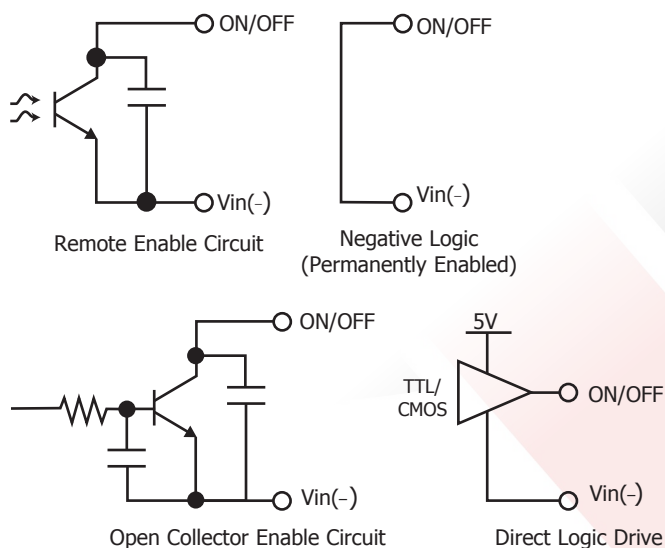 ON/OFF
Vin(–)
Remote Enable Circuit
ON/OFF
Vin(–)
Negative Logic
(Permanently Enabled)
ON/OFF
Vin(–)
Open Collector Enable Circuit
5V
TTL/
CMOS
ON/OFF
Vin(–)
Direct Logic Drive